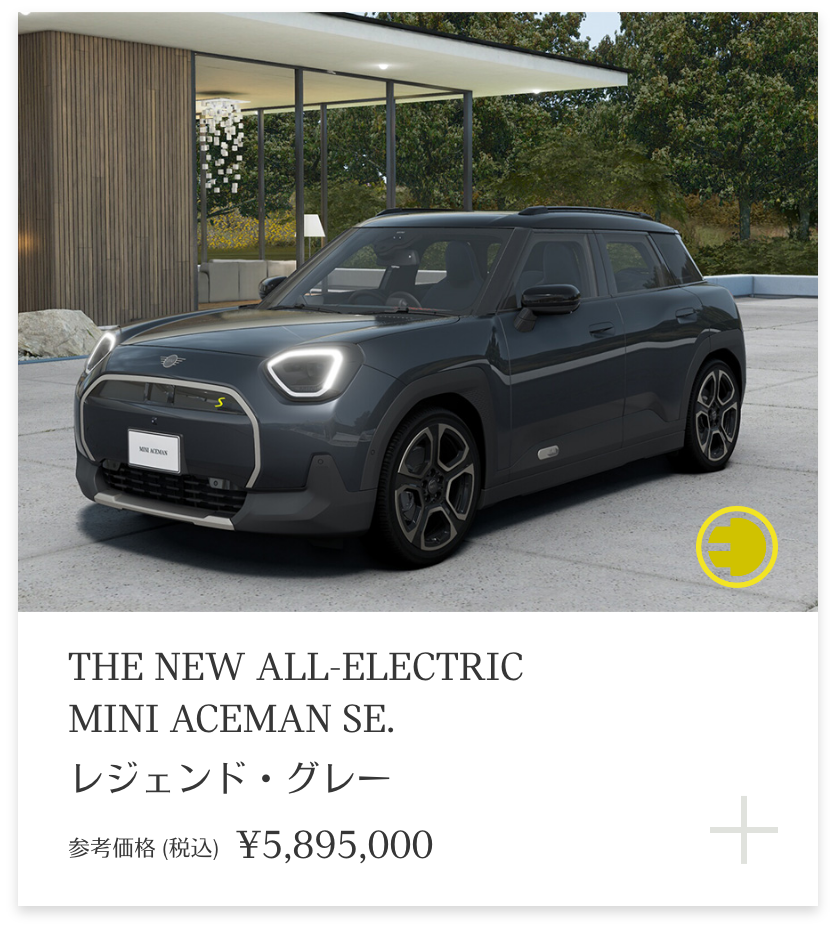 S
MINI ACEMAN
THE NEW ALL-ELECTRIC
MINI ACEMAN SE.
レジェンド・グレー
参考価格 (税込) ¥5,895,000